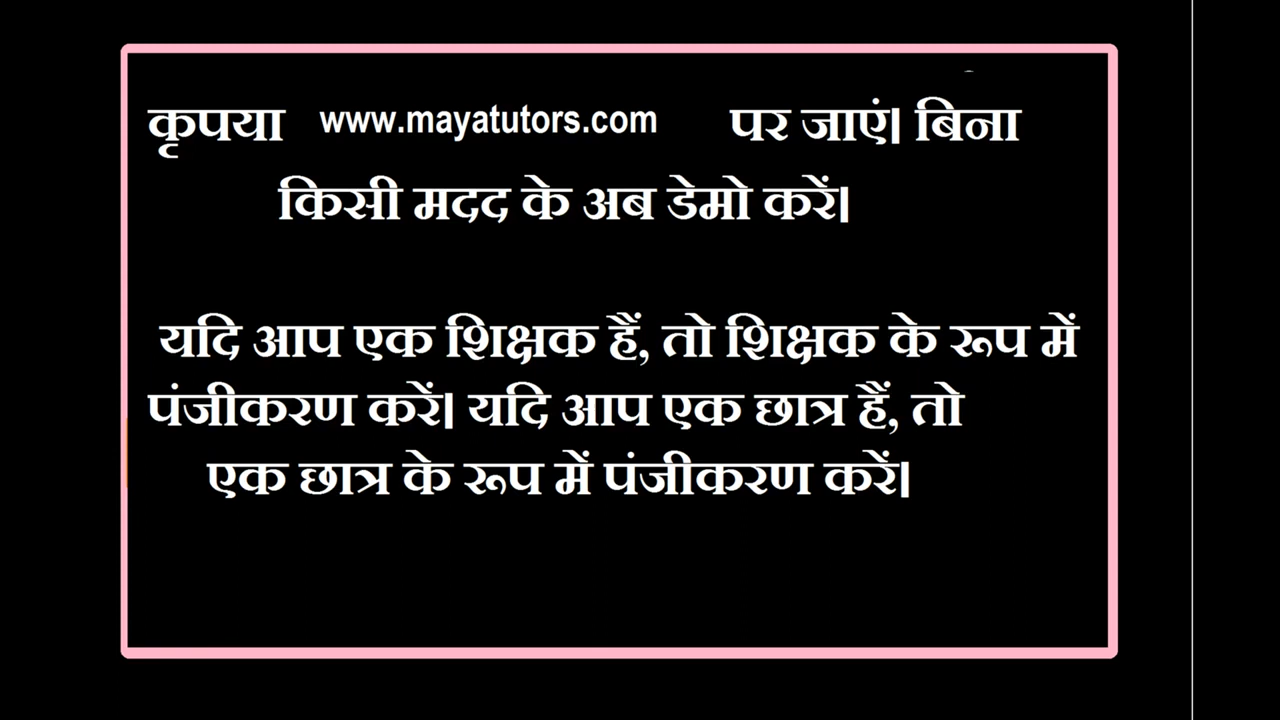 कृपया www.mayatutors.com पर जाएं। बिना
किसी मदद के अब डेमो करें।
यदि आप एक शिक्षक हैं, तो शिक्षक के रूप में
पंजीकरण करें। यदि आप एक छात्र हैं, तो
एक छात्र के रूप में पंजीकरण करें।